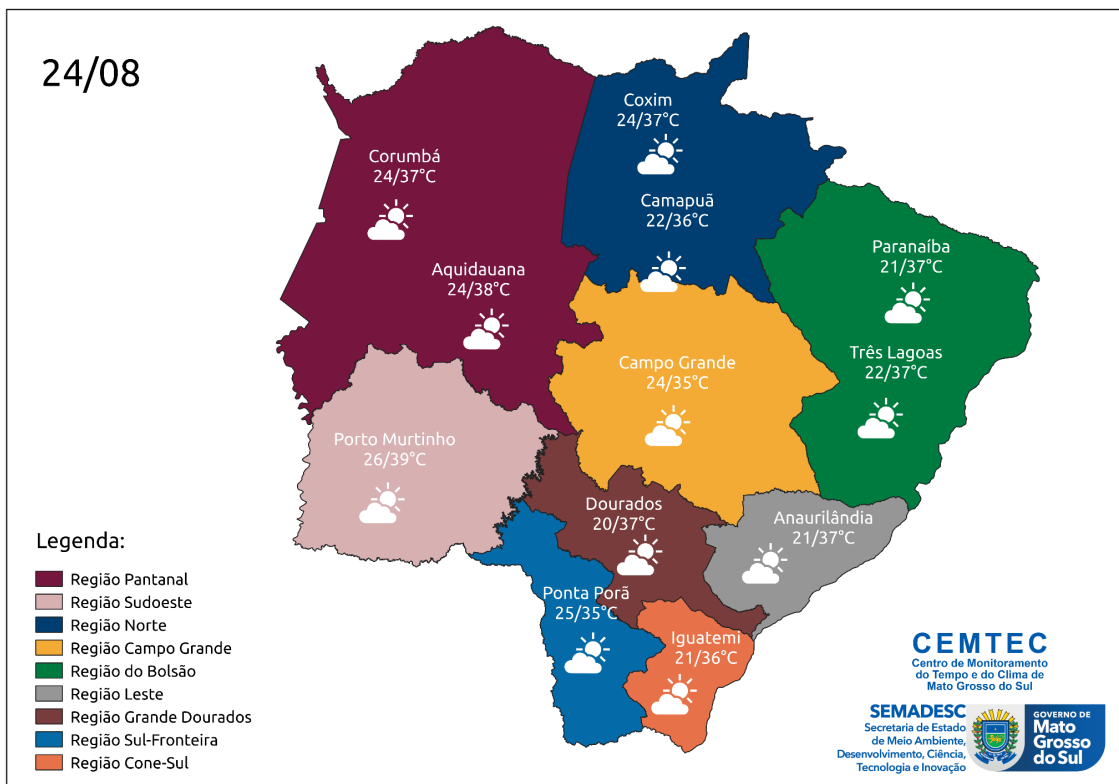 24/08
Coxim
24/37°C
Corumbá
24/37°C
Camapuã
22/36°C
Paranaíba
21/37°C
Aquidauana
24/38°C
Três Lagoas
22/37°C
Campo Grande
24/35°C
Porto Murtinho
26/39°C
Dourados
20/37°C
Anaurilândia
21/37°C
Ponta Porã
25/35°C
Iguatemi
21/36°C
Legenda:
Região Pantanal
Região Sudoeste
Região Norte
Região Campo Grande
Região do Bolsão
Região Leste
Região Grande Dourados
Região Sul-Fronteira
Região Cone-Sul
CEMTEC
Centro de Monitoramento
do Tempo e do Clima de
Mato Grosso do Sul
SEMADESC
Secretaria de Estado
de Meio Ambiente,
Desenvolvimento, Ciência,
Tecnologia e Inovação
GOVERNO DE
Mato
Grosso
do Sul